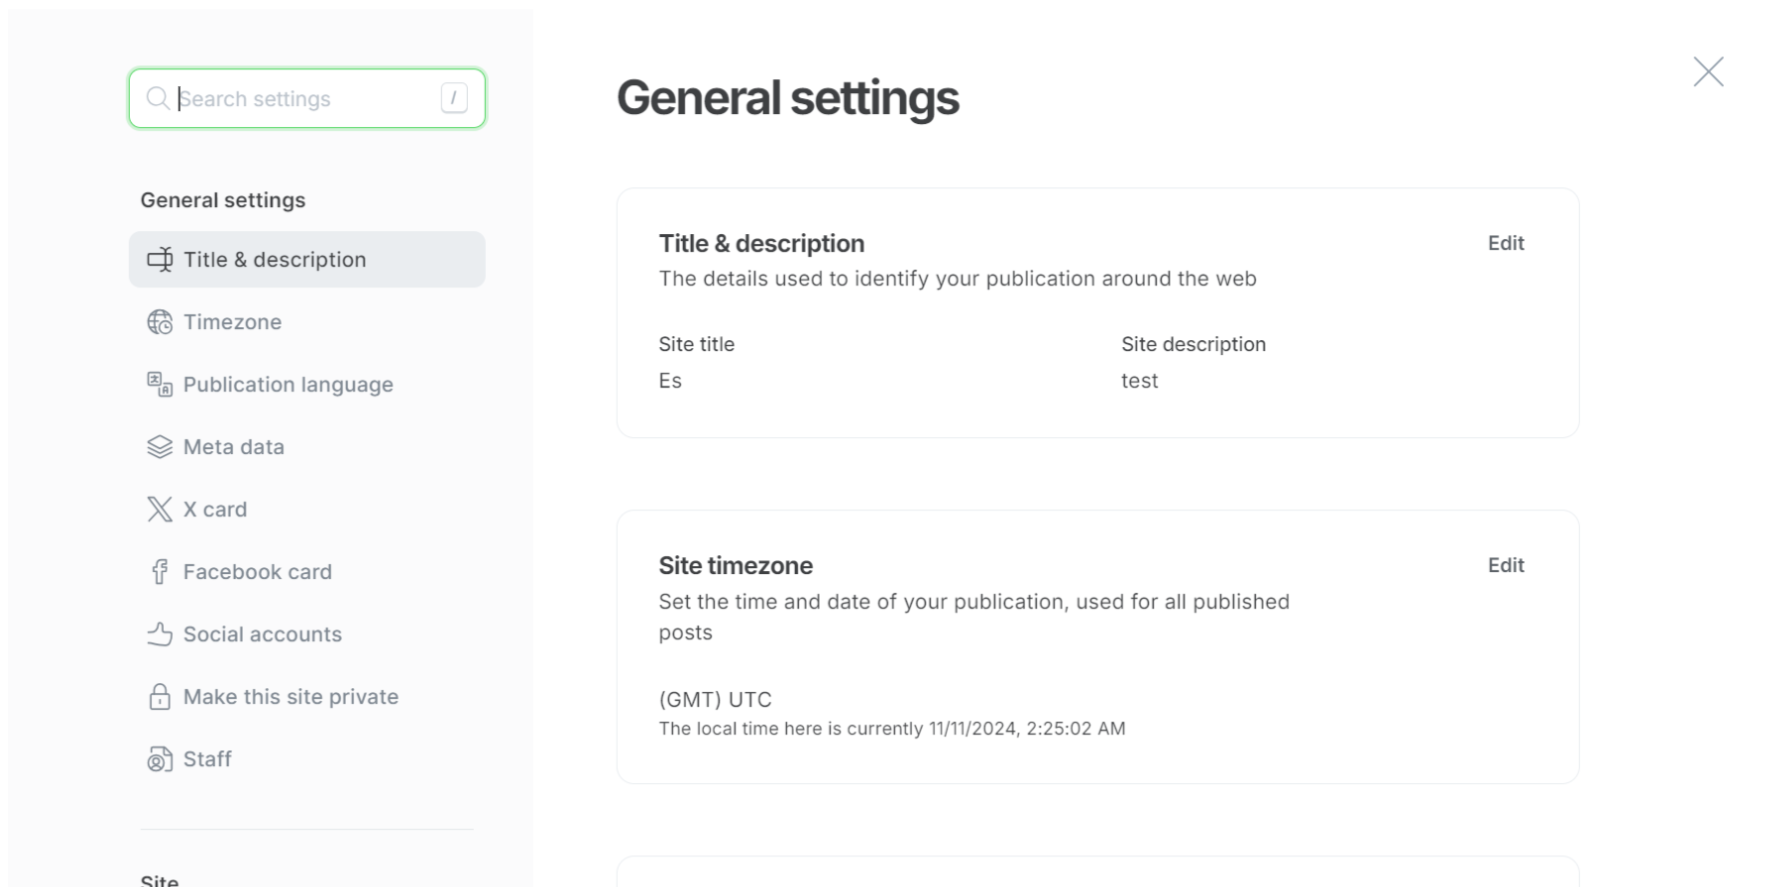 Search settings
/
General settings
Title & description
Timezone
Publication language
Meta data
X card
Facebook card
Social accounts
Make this site private
Staff
Site
General settings
Title & description
Edit
The details used to identify your publication around the web
Site title
Es
Site description
test
Site timezone
Edit
Set the time and date of your publication, used for all published
posts
(GMT) UTC
The local time here is currently 11/11/2024, 2:25:02 AM